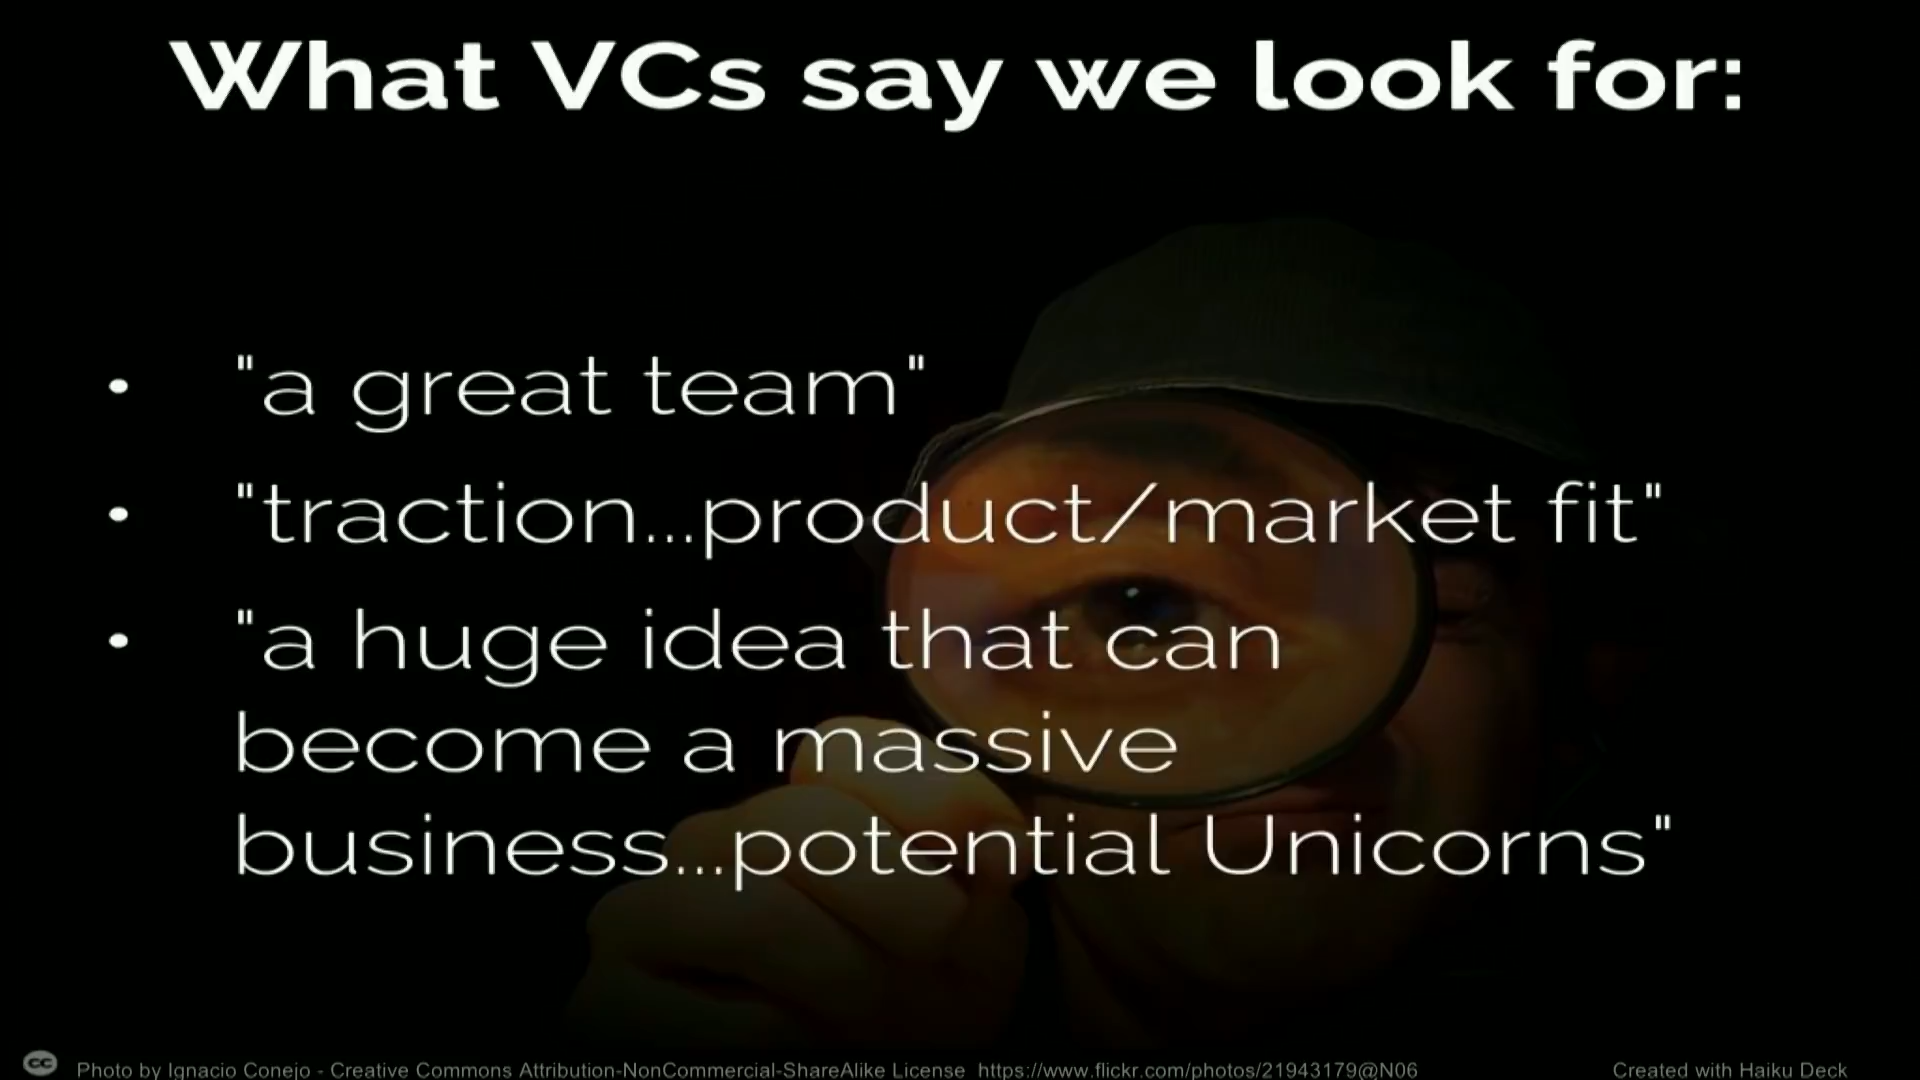 What VCs say we look for:
• "a great team"
• "traction...product/market fit"
• "a huge idea that can
become a massive
business...potential Unicorns"
cc Photo by Ignacio Conejo - Creative Commons Attribution-NonCommercial-ShareAlike License https://www.flickr.com/photos/21943179@N06 Created with Haiku Deck